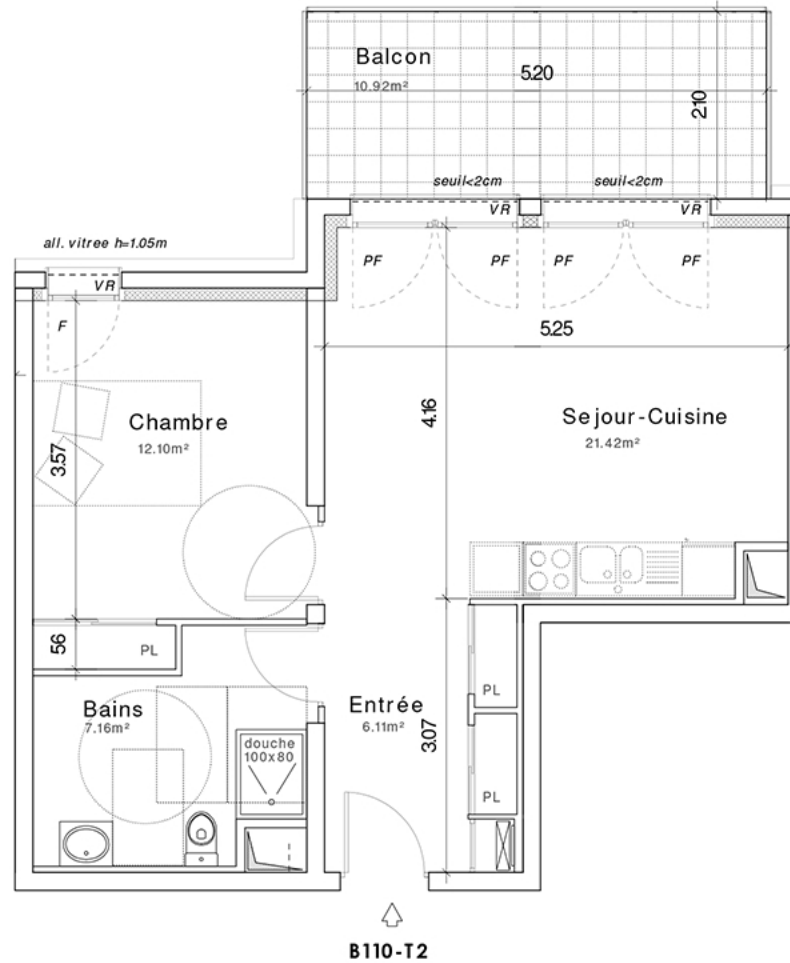 Balcon
10.92m²
5.20
2.10
seuil<2cm
seuil<2cm
VR
VR
all. vitree h=1.05m
VR
F
PF
PF
PF
PF
5.25
Chambre
12.10m²
4.16
Sejour-Cuisine
21.42m²
3.57
56
PL
PL
Bains
7.16m²
Entrée
6.11m²
3.07
douche
100x80
PL
B110-T2